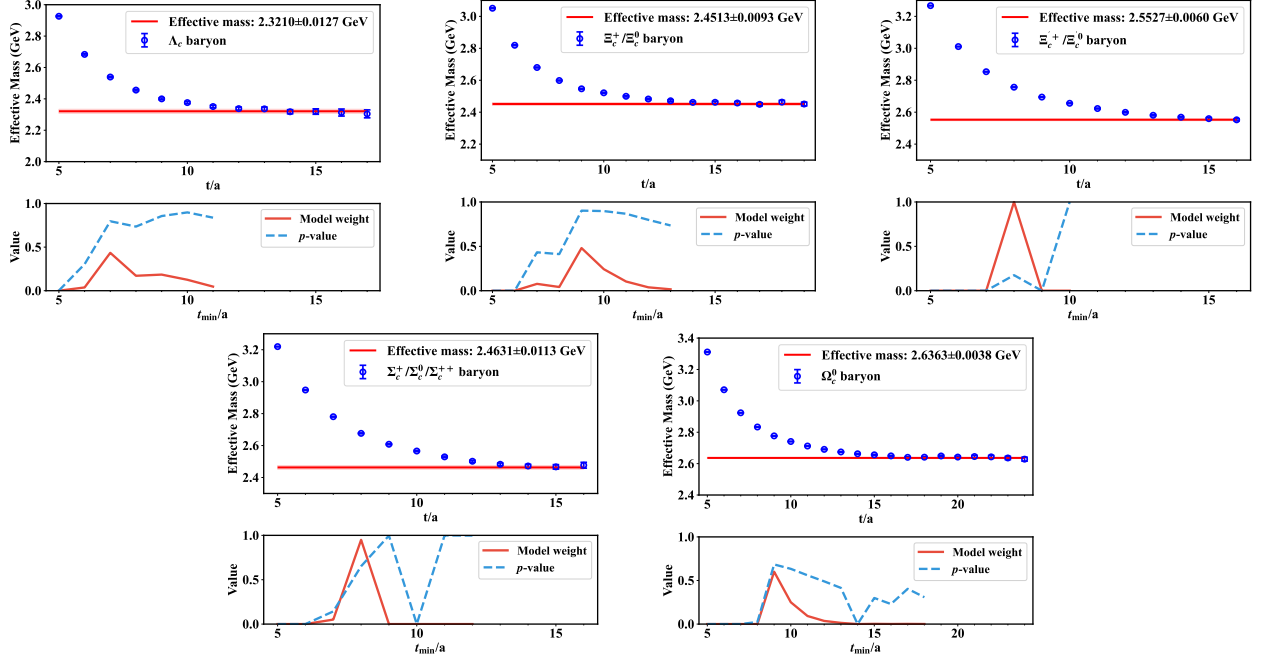 Effective Mass (GeV)
3.0
2.8
2.6
2.4
2.2
2.0
Effective mass: 2.3210±0.0127 GeV
Λc baryon
5
10
15
t/a
Value
1.0
0.5
0.0
Model weight
p-value
5
10
15
tmin/a
Effective Mass (GeV)
3.0
2.8
2.6
2.4
2.2
Effective mass: 2.4513±0.0093 GeV
Ξc+/Ξc0 baryon
5
10
15
t/a
Value
1.0
0.5
0.0
Model weight
p-value
5
10
15
tmin/a
Effective Mass (GeV)
3.2
3.0
2.8
2.6
2.4
Effective mass: 2.5527±0.0060 GeV
Ξ′c+/Ξ′c0 baryon
5
10
15
t/a
Value
1.0
0.5
0.0
Model weight
p-value
5
10
15
tmin/a
Effective Mass (GeV)
3.2
3.0
2.8
2.6
2.4
Effective mass: 2.4631±0.0113 GeV
Σc+/Σc0/Σc++ baryon
5
10
15
t/a
Value
1.0
0.5
0.0
Model weight
p-value
5
10
15
tmin/a
Effective Mass (GeV)
3.4
3.2
3.0
2.8
2.6
2.4
Effective mass: 2.6363±0.0038 GeV
Ωc0 baryon
5
10
15
20
t/a
Value
1.0
0.5
0.0
Model weight
p-value
5
10
15
20
tmin/a